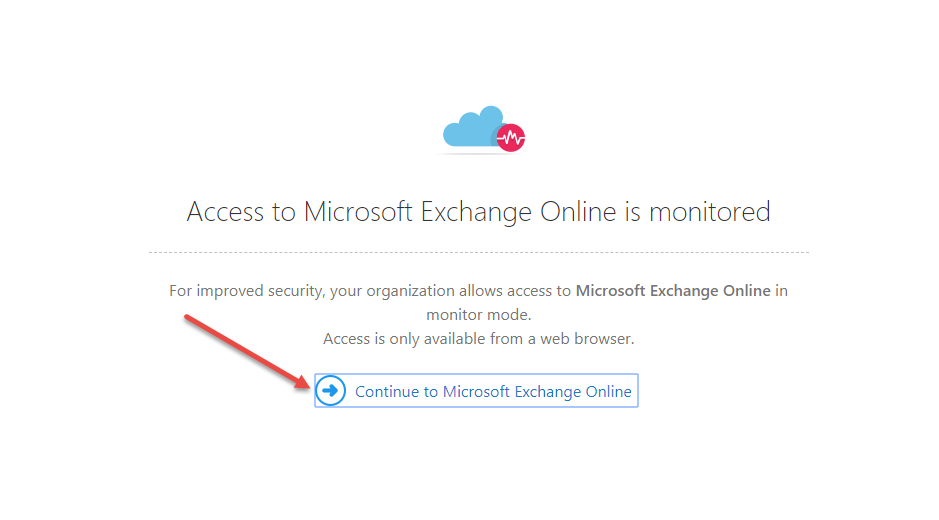 Access to Microsoft Exchange Online is monitored
For improved security, your organization allows access to Microsoft Exchange Online in
monitor mode.
Access is only available from a web browser.
Continue to Microsoft Exchange Online